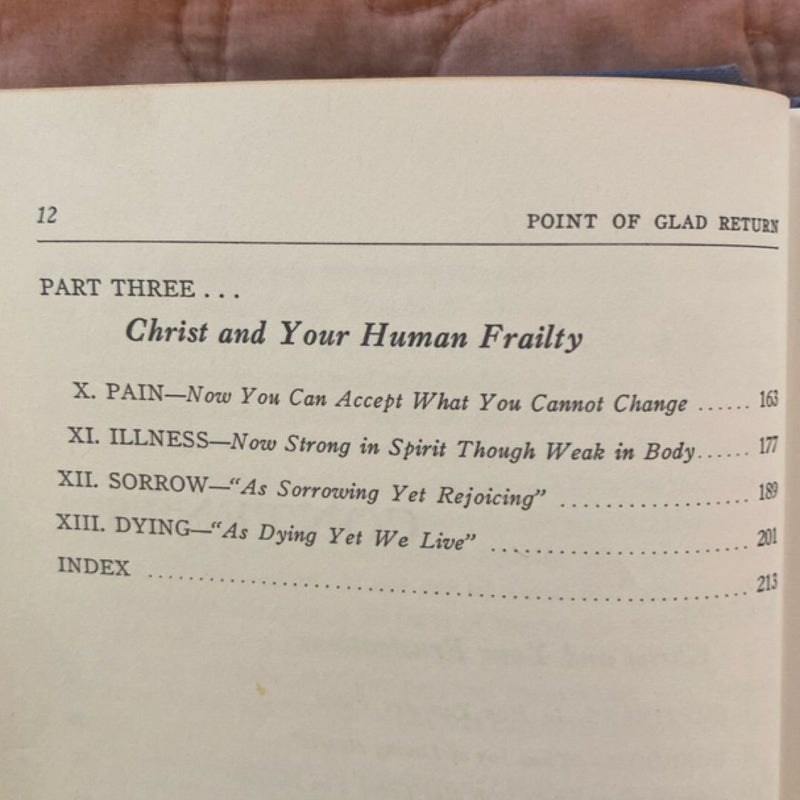 12 POINT OF GLAD RETURN
PART THREE . . .
Christ and Your Human Frailty
X. PAIN—Now You Can Accept What You Cannot Change ...... 163
XI. ILLNESS—Now Strong in Spirit Though Weak in Body...... 177
XII. SORROW—“As Sorrowing Yet Rejoicing” .................. 189
XIII. DYING—“As Dying Yet We Live” ........................ 201
INDEX ...................................................... 213